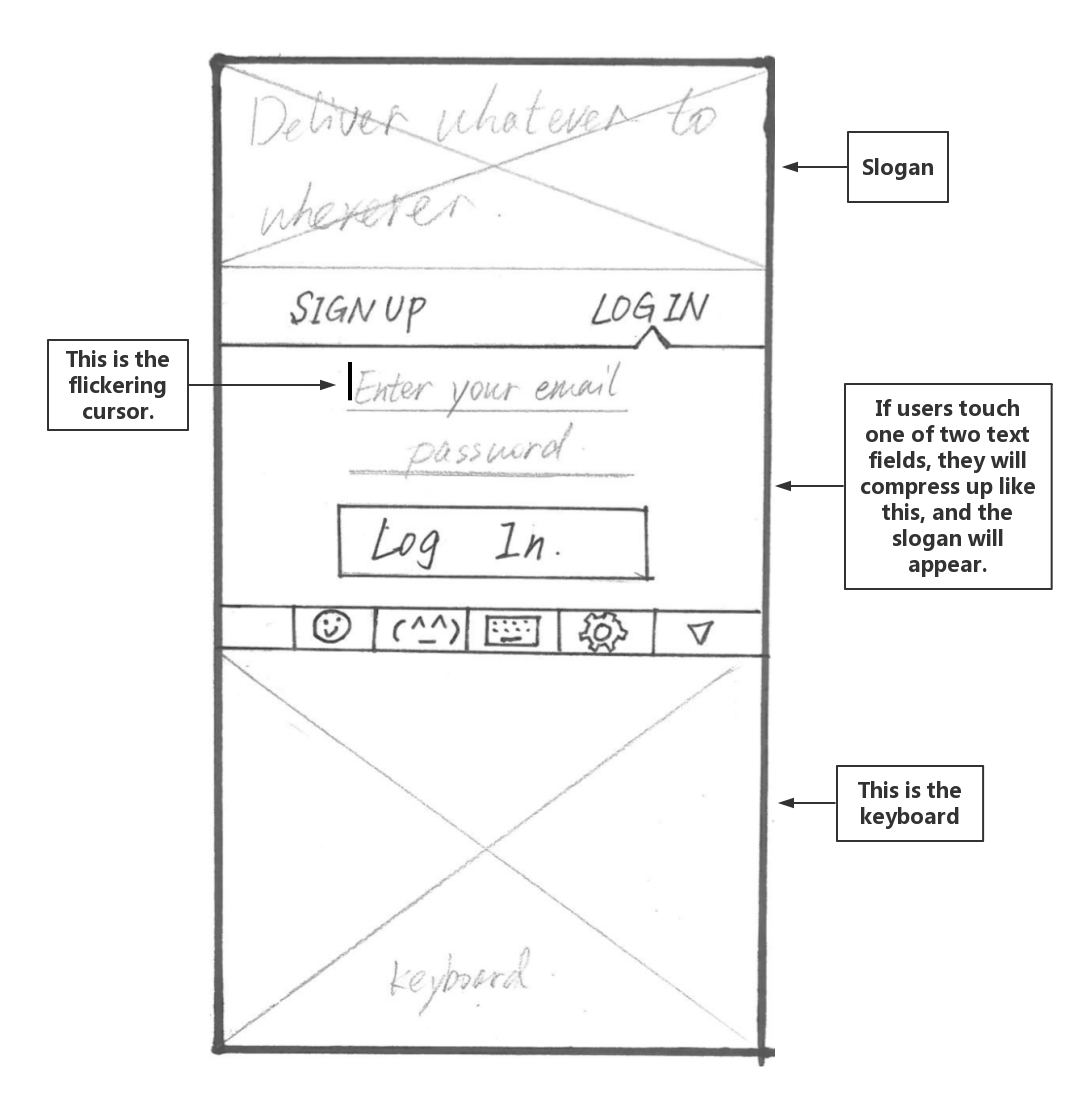 Deliver whatever to
wherever.
Slogan
SIGN UP
LOG IN
This is the
flickering
cursor.
Enter your email
password.
If users touch
one of two text
fields, they will
compress up like
this, and the
slogan will
appear.
Log In.
(^_^)
This is the
keyboard
keyboard.